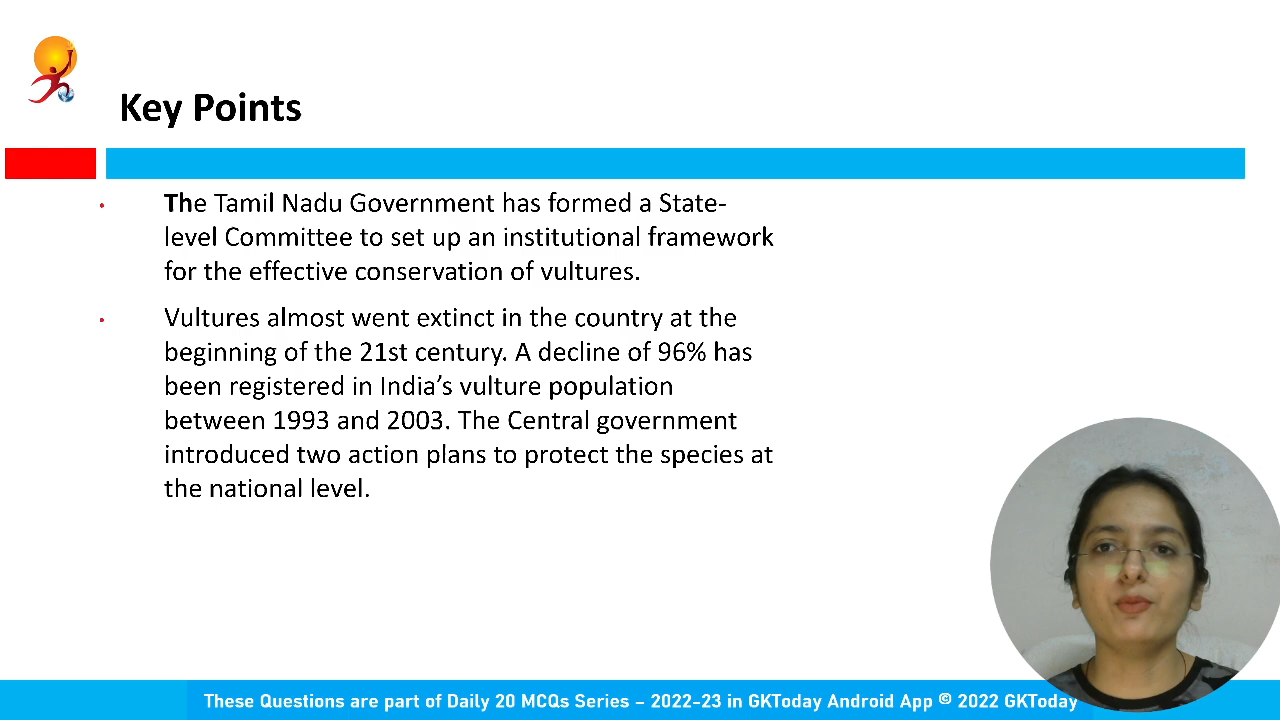 Key Points
The Tamil Nadu Government has formed a State-
level Committee to set up an institutional framework
for the effective conservation of vultures.
Vultures almost went extinct in the country at the
beginning of the 21st century. A decline of 96% has
been registered in India’s vulture population
between 1993 and 2003. The Central government
introduced two action plans to protect the species at
the national level.
These Questions are part of Daily 20 MCQs Series – 2022-23 in GKToday Android App © 2022 GKToday